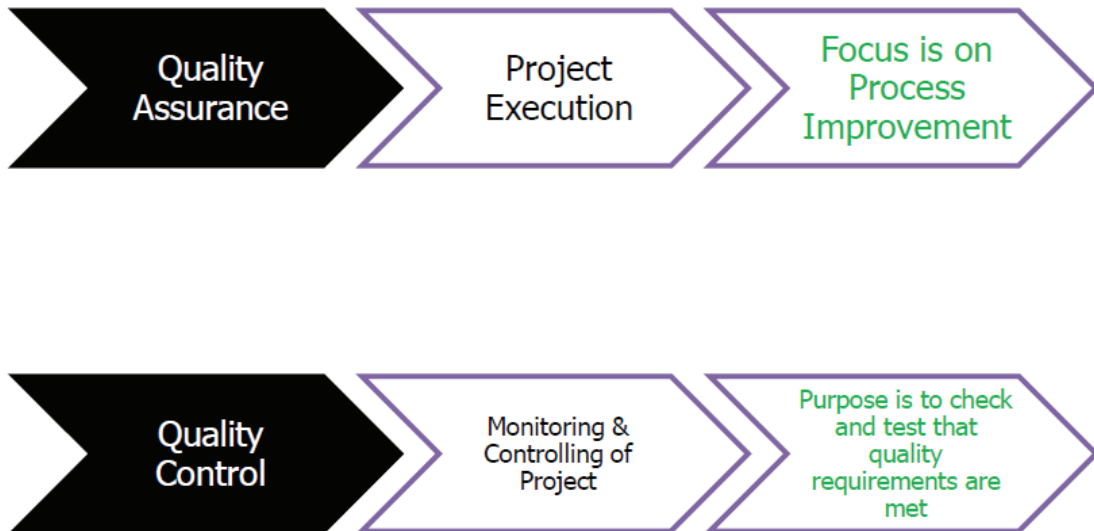 Quality
Assurance
Project
Execution
Focus is on
Process
Improvement
Quality
Control
Monitoring &
Controlling of
Project
Purpose is to check
and test that
quality
requirements are
met